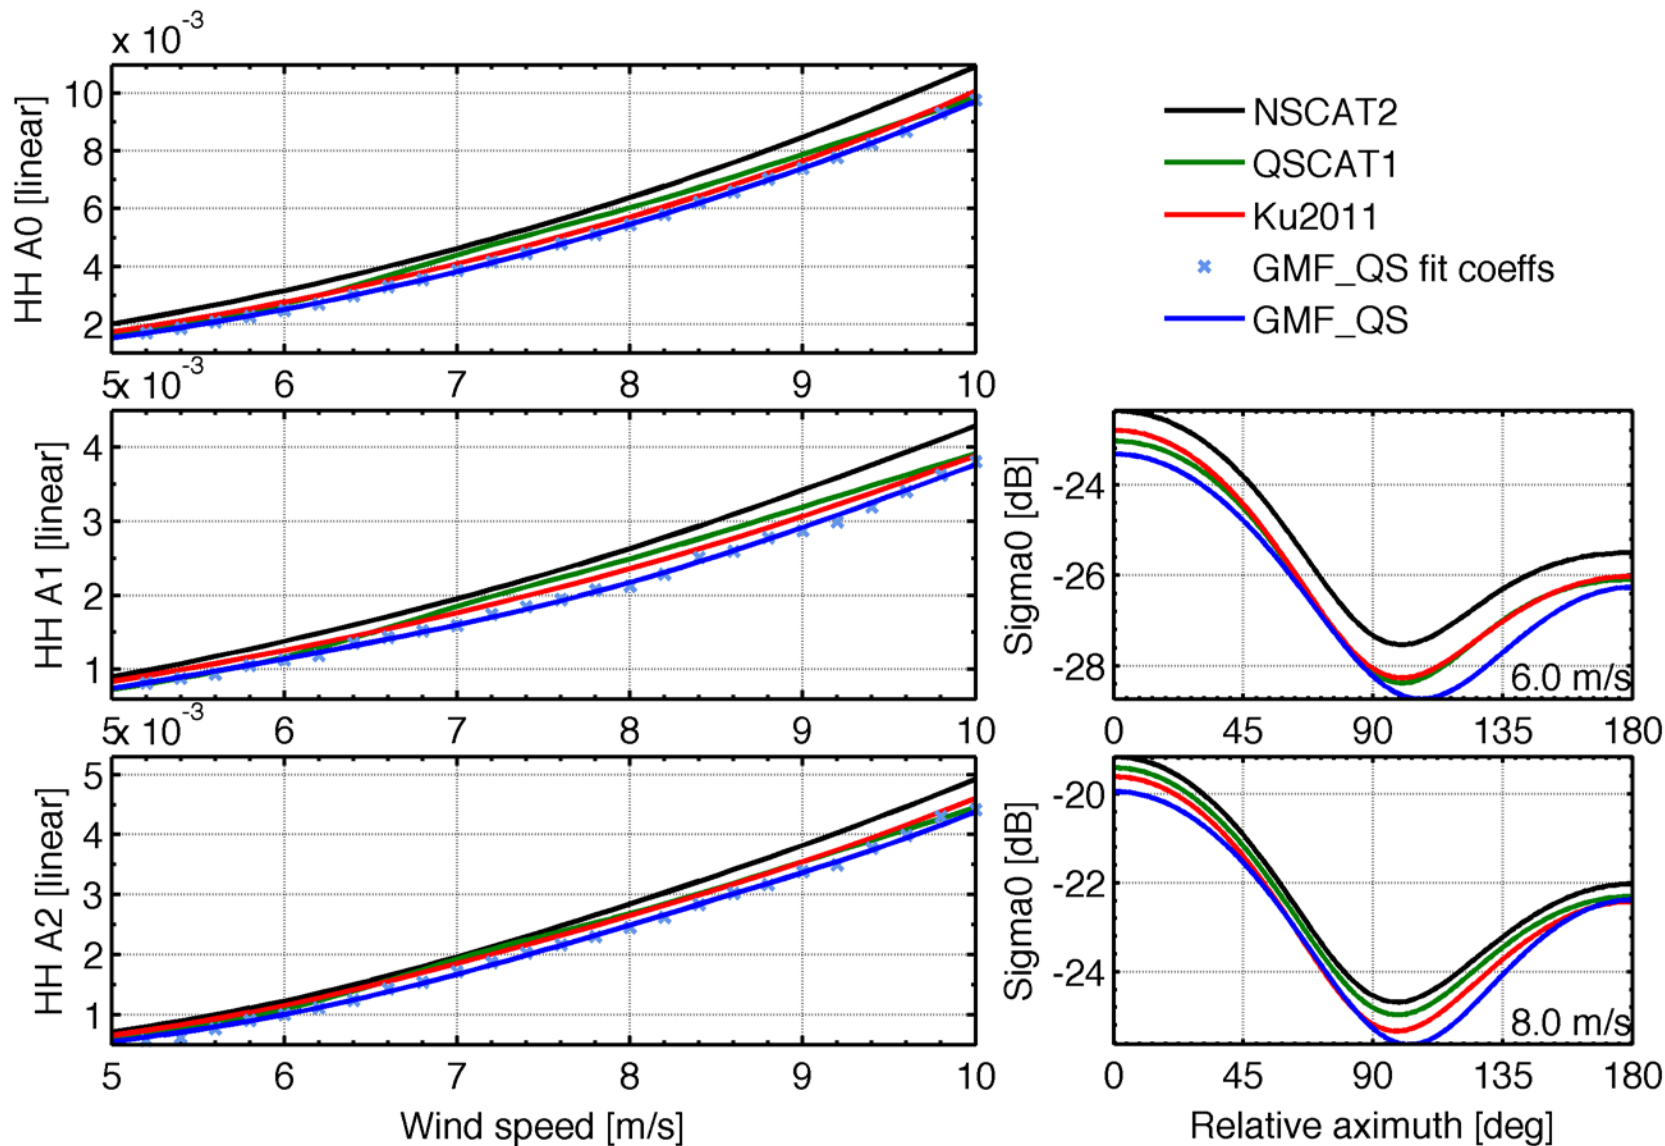 x 10^-3
HH A0 [linear]
10
8
6
4
2
5 6 7 8 9 10
NSCAT2
QSCAT1
Ku2011
GMF_QS fit coeffs
GMF_QS
x 10^-3
HH A1 [linear]
4
3
2
1
5 6 7 8 9 10
Sigma0 [dB]
-24
-26
-28
6.0 m/s
0 45 90 135 180
x 10^-3
HH A2 [linear]
5
4
3
2
1
5 6 7 8 9 10
Wind speed [m/s]
Sigma0 [dB]
-20
-22
-24
8.0 m/s
0 45 90 135 180
Relative aximuth [deg]